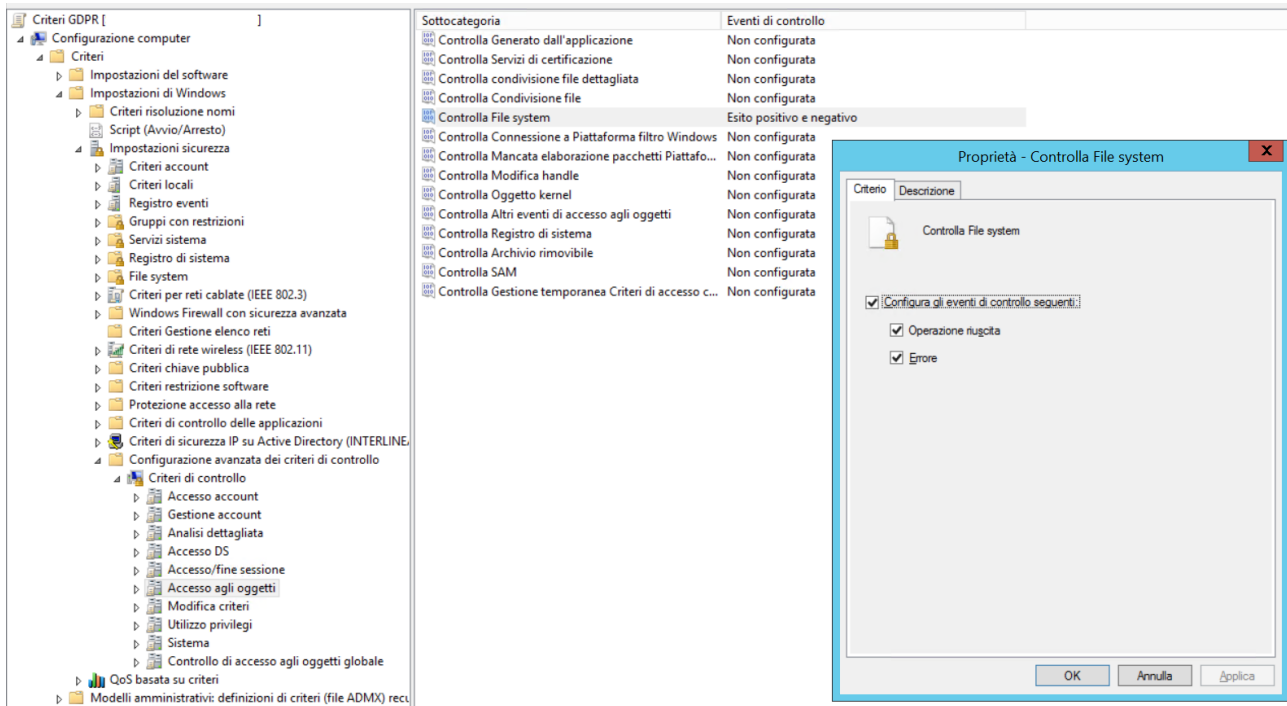 Criteri GDPR [ ]
Configurazione computer
Criteri
Impostazioni del software
Impostazioni di Windows
Criteri risoluzione nomi
Script (Avvio/Arresto)
Impostazioni sicurezza
Criteri account
Criteri locali
Registro eventi
Gruppi con restrizioni
Servizi sistema
Registro di sistema
File system
Criteri per reti cablate (IEEE 802.3)
Windows Firewall con sicurezza avanzata
Criteri Gestione elenco reti
Criteri di rete wireless (IEEE 802.11)
Criteri chiave pubblica
Criteri restrizione software
Protezione accesso alla rete
Criteri di controllo delle applicazioni
Criteri di sicurezza IP su Active Directory (INTERLINE
Configurazione avanzata dei criteri di controllo
Criteri di controllo
Accesso account
Gestione account
Analisi dettagliata
Accesso DS
Accesso/fine sessione
Accesso agli oggetti
Modifica criteri
Utilizzo privilegi
Sistema
Controllo di accesso agli oggetti globale
QoS basata su criteri
Modelli amministrativi: definizioni di criteri (file ADMX) recu
Sottocategoria Eventi di controllo
Controlla Generato dall'applicazione Non configurata
Controlla Servizi di certificazione Non configurata
Controlla condivisione file dettagliata Non configurata
Controlla Condivisione file Non configurata
Controlla File system Esito positivo e negativo
Controlla Connessione a Piattaforma filtro Windows Non configurata
Controlla Mancata elaborazione pacchetti Piattafo... Non configurata
Controlla Modifica handle Non configurata
Controlla Oggetto kernel Non configurata
Controlla Altri eventi di accesso agli oggetti Non configurata
Controlla Registro di sistema Non configurata
Controlla Archivio rimovibile Non configurata
Controlla SAM Non configurata
Controlla Gestione temporanea Criteri di accesso c... Non configurata
Proprietà - Controlla File system
x
Criterio Descrizione
Controlla File system
Configura gli eventi di controllo seguenti:
Operazione riuscita
Errore
OK Annulla Applica